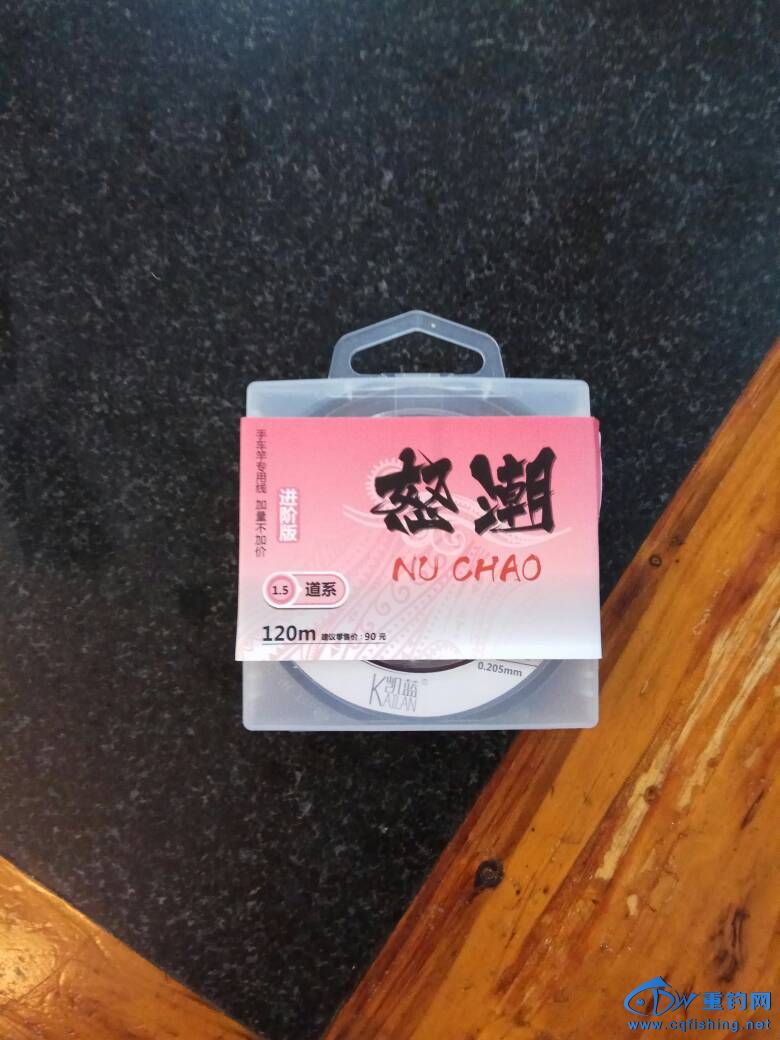 手车竿专用线 加量不加价
进阶版
怒潮
NU CHAO
1.5 道系
120m 建议零售价:90 元
0.205mm
凯蓝®
KAILAN
重钓网
www.cqfishing.net